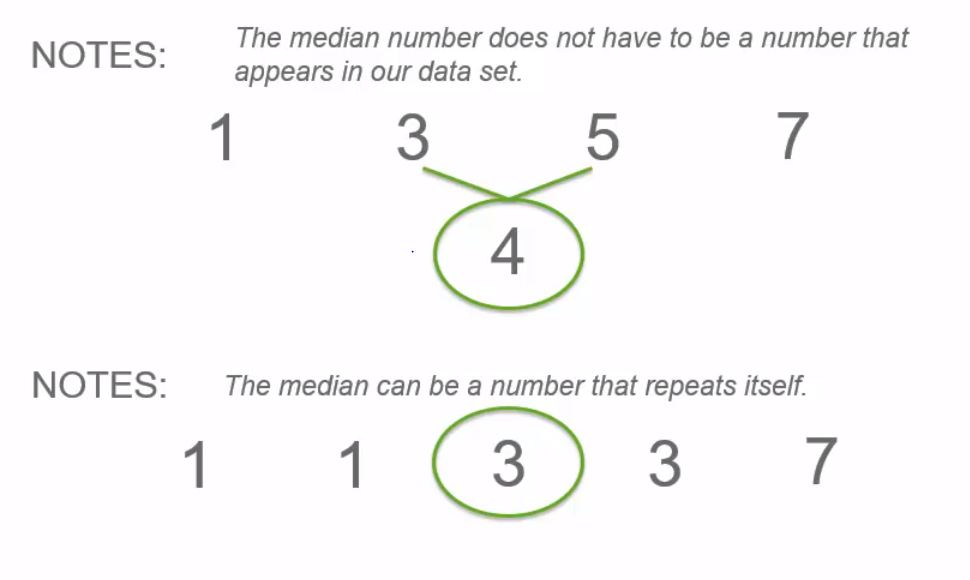 NOTES: The median number does not have to be a number that
appears in our data set.
1 3 5 7
4
NOTES: The median can be a number that repeats itself.
1 1 3 3 7